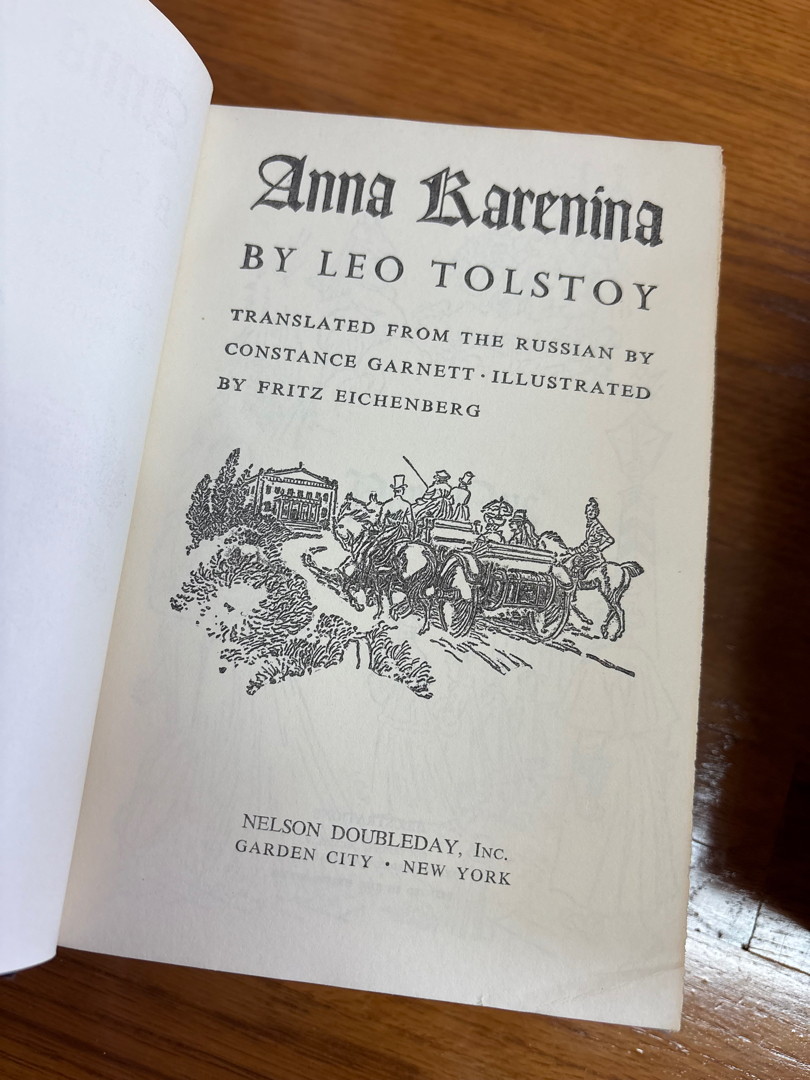 Anna Karenina
BY LEO TOLSTOY
TRANSLATED FROM THE RUSSIAN BY
CONSTANCE GARNETT · ILLUSTRATED
BY FRITZ EICHENBERG
NELSON DOUBLEDAY, INC.
GARDEN CITY · NEW YORK